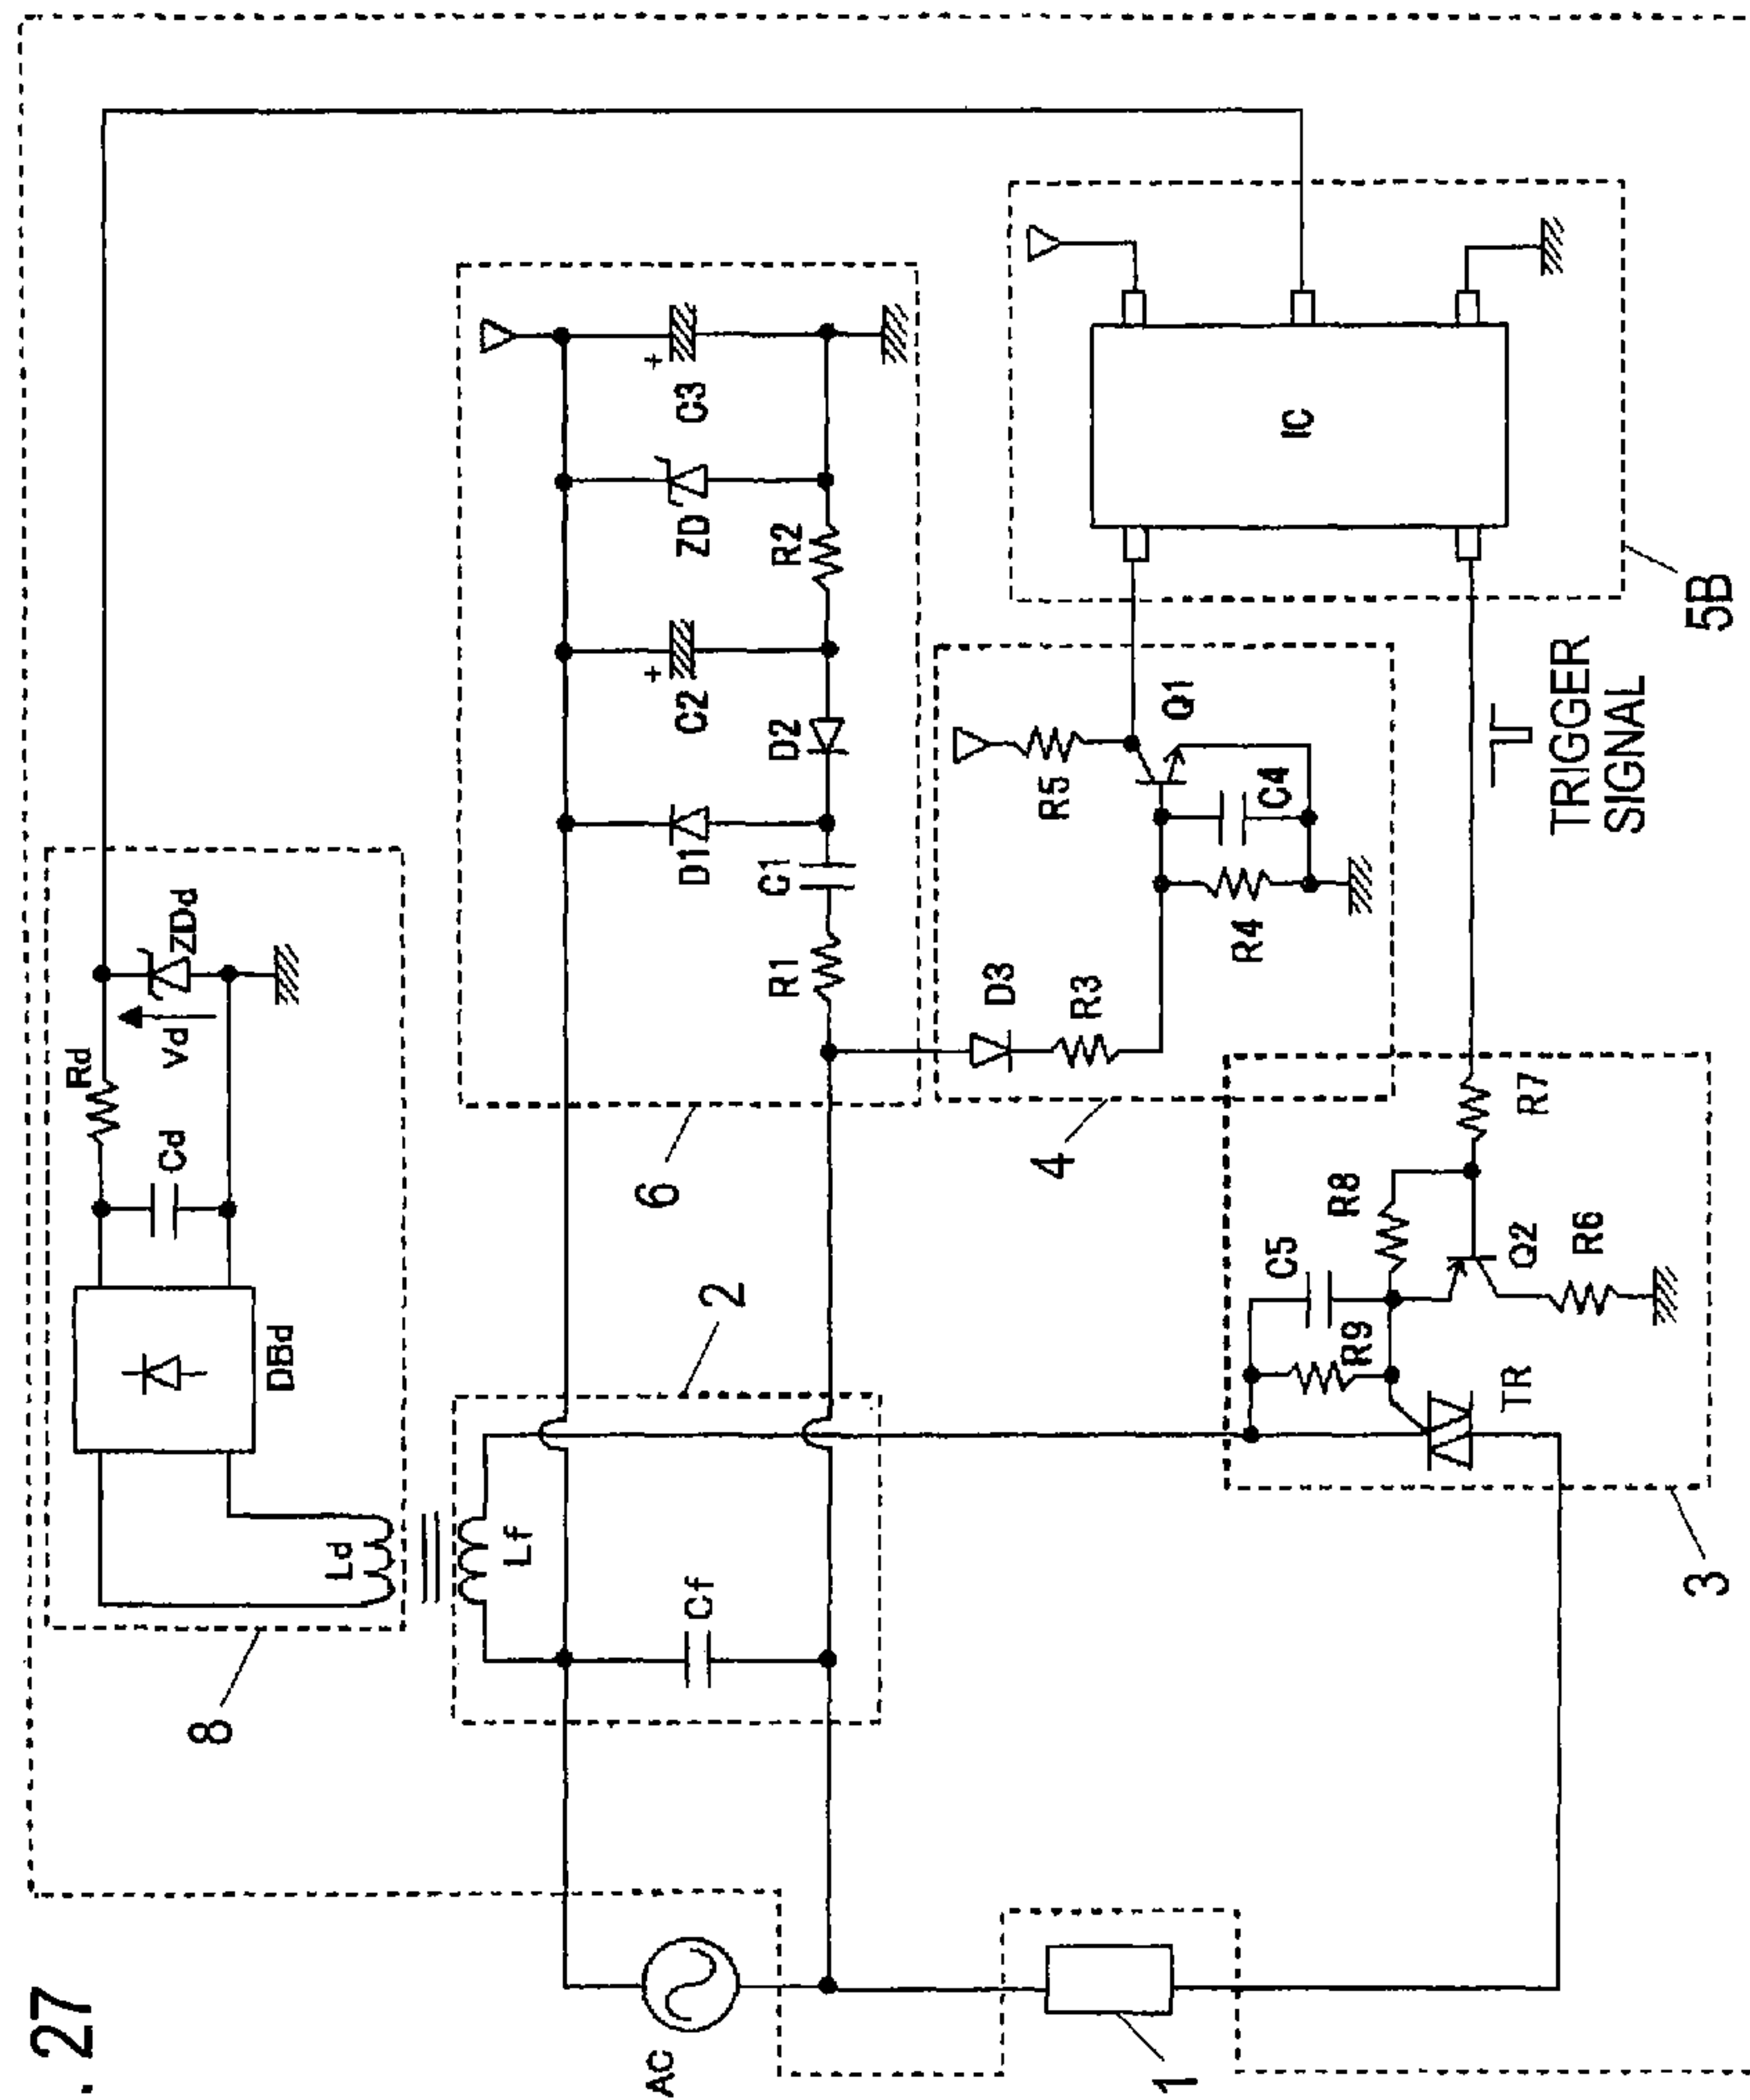 . 27
8
Ld
DBd
Cd
Rd
Vd
ZDd
2
Lf
Cf
6
R1
C1
D1
D2
C2
R2
ZD
C3
+
+
AC
1
4
D3
R3
R4
C4
R5
Q1
5B
IC
TRIGGER
SIGNAL
3
TR
R9
C5
R8
Q2
R6
R7